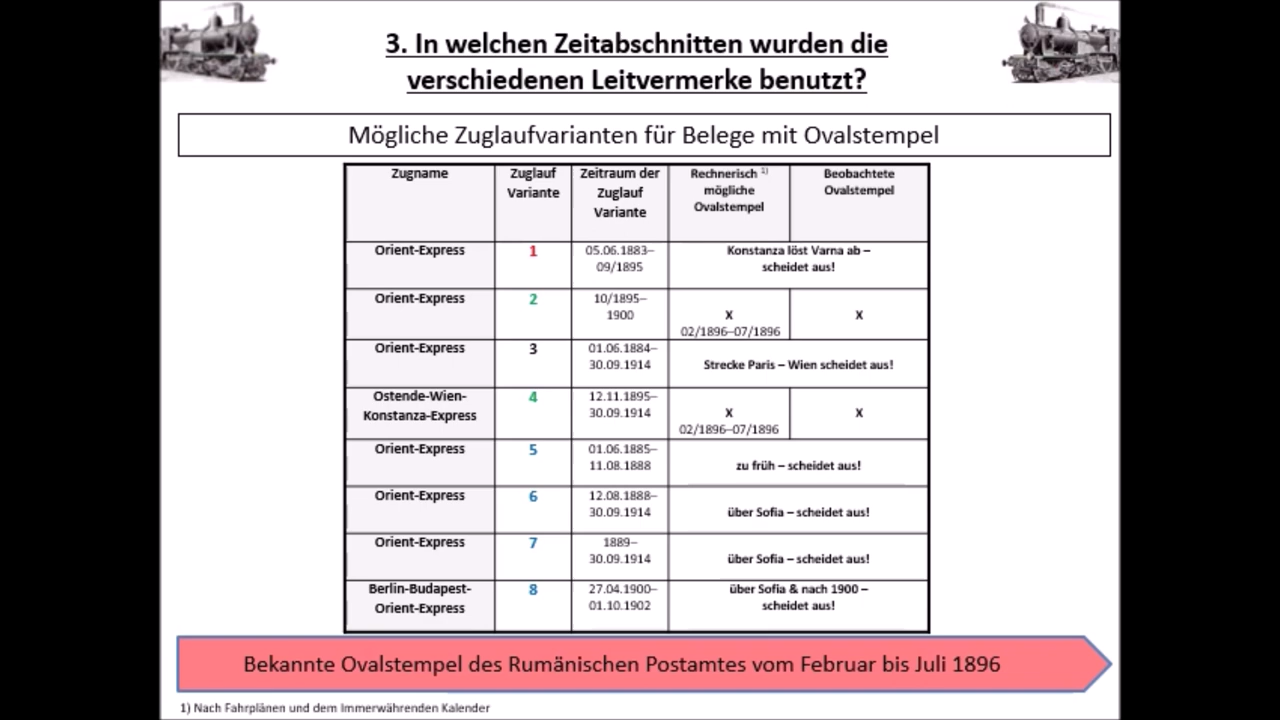 3. In welchen Zeitabschnitten wurden die
verschiedenen Leitvermerke benutzt?
Mögliche Zuglaufvarianten für Belege mit Ovalstempel
Zugname
Zuglauf
Variante
Zeitraum der
Zuglauf
Variante
Rechnerisch 1)
mögliche
Ovalstempel
Beobachtete
Ovalstempel
Orient-Express
1
05.06.1883–
09/1895
Konstanza löst Varna ab –
scheidet aus!
Orient-Express
2
10/1895–
1900
X
02/1896–07/1896
X
Orient-Express
3
01.06.1884–
30.09.1914
Strecke Paris – Wien scheidet aus!
Ostende-Wien-
Konstanza-Express
4
12.11.1895–
30.09.1914
X
02/1896–07/1896
X
Orient-Express
5
01.06.1885–
11.08.1888
zu früh – scheidet aus!
Orient-Express
6
12.08.1888–
30.09.1914
über Sofia – scheidet aus!
Orient-Express
7
1889–
30.09.1914
über Sofia – scheidet aus!
Berlin-Budapest-
Orient-Express
8
27.04.1900–
01.10.1902
über Sofia & nach 1900 –
scheidet aus!
Bekannte Ovalstempel des Rumänischen Postamtes vom Februar bis Juli 1896
1) Nach Fahrplänen und dem Immerwährenden Kalender